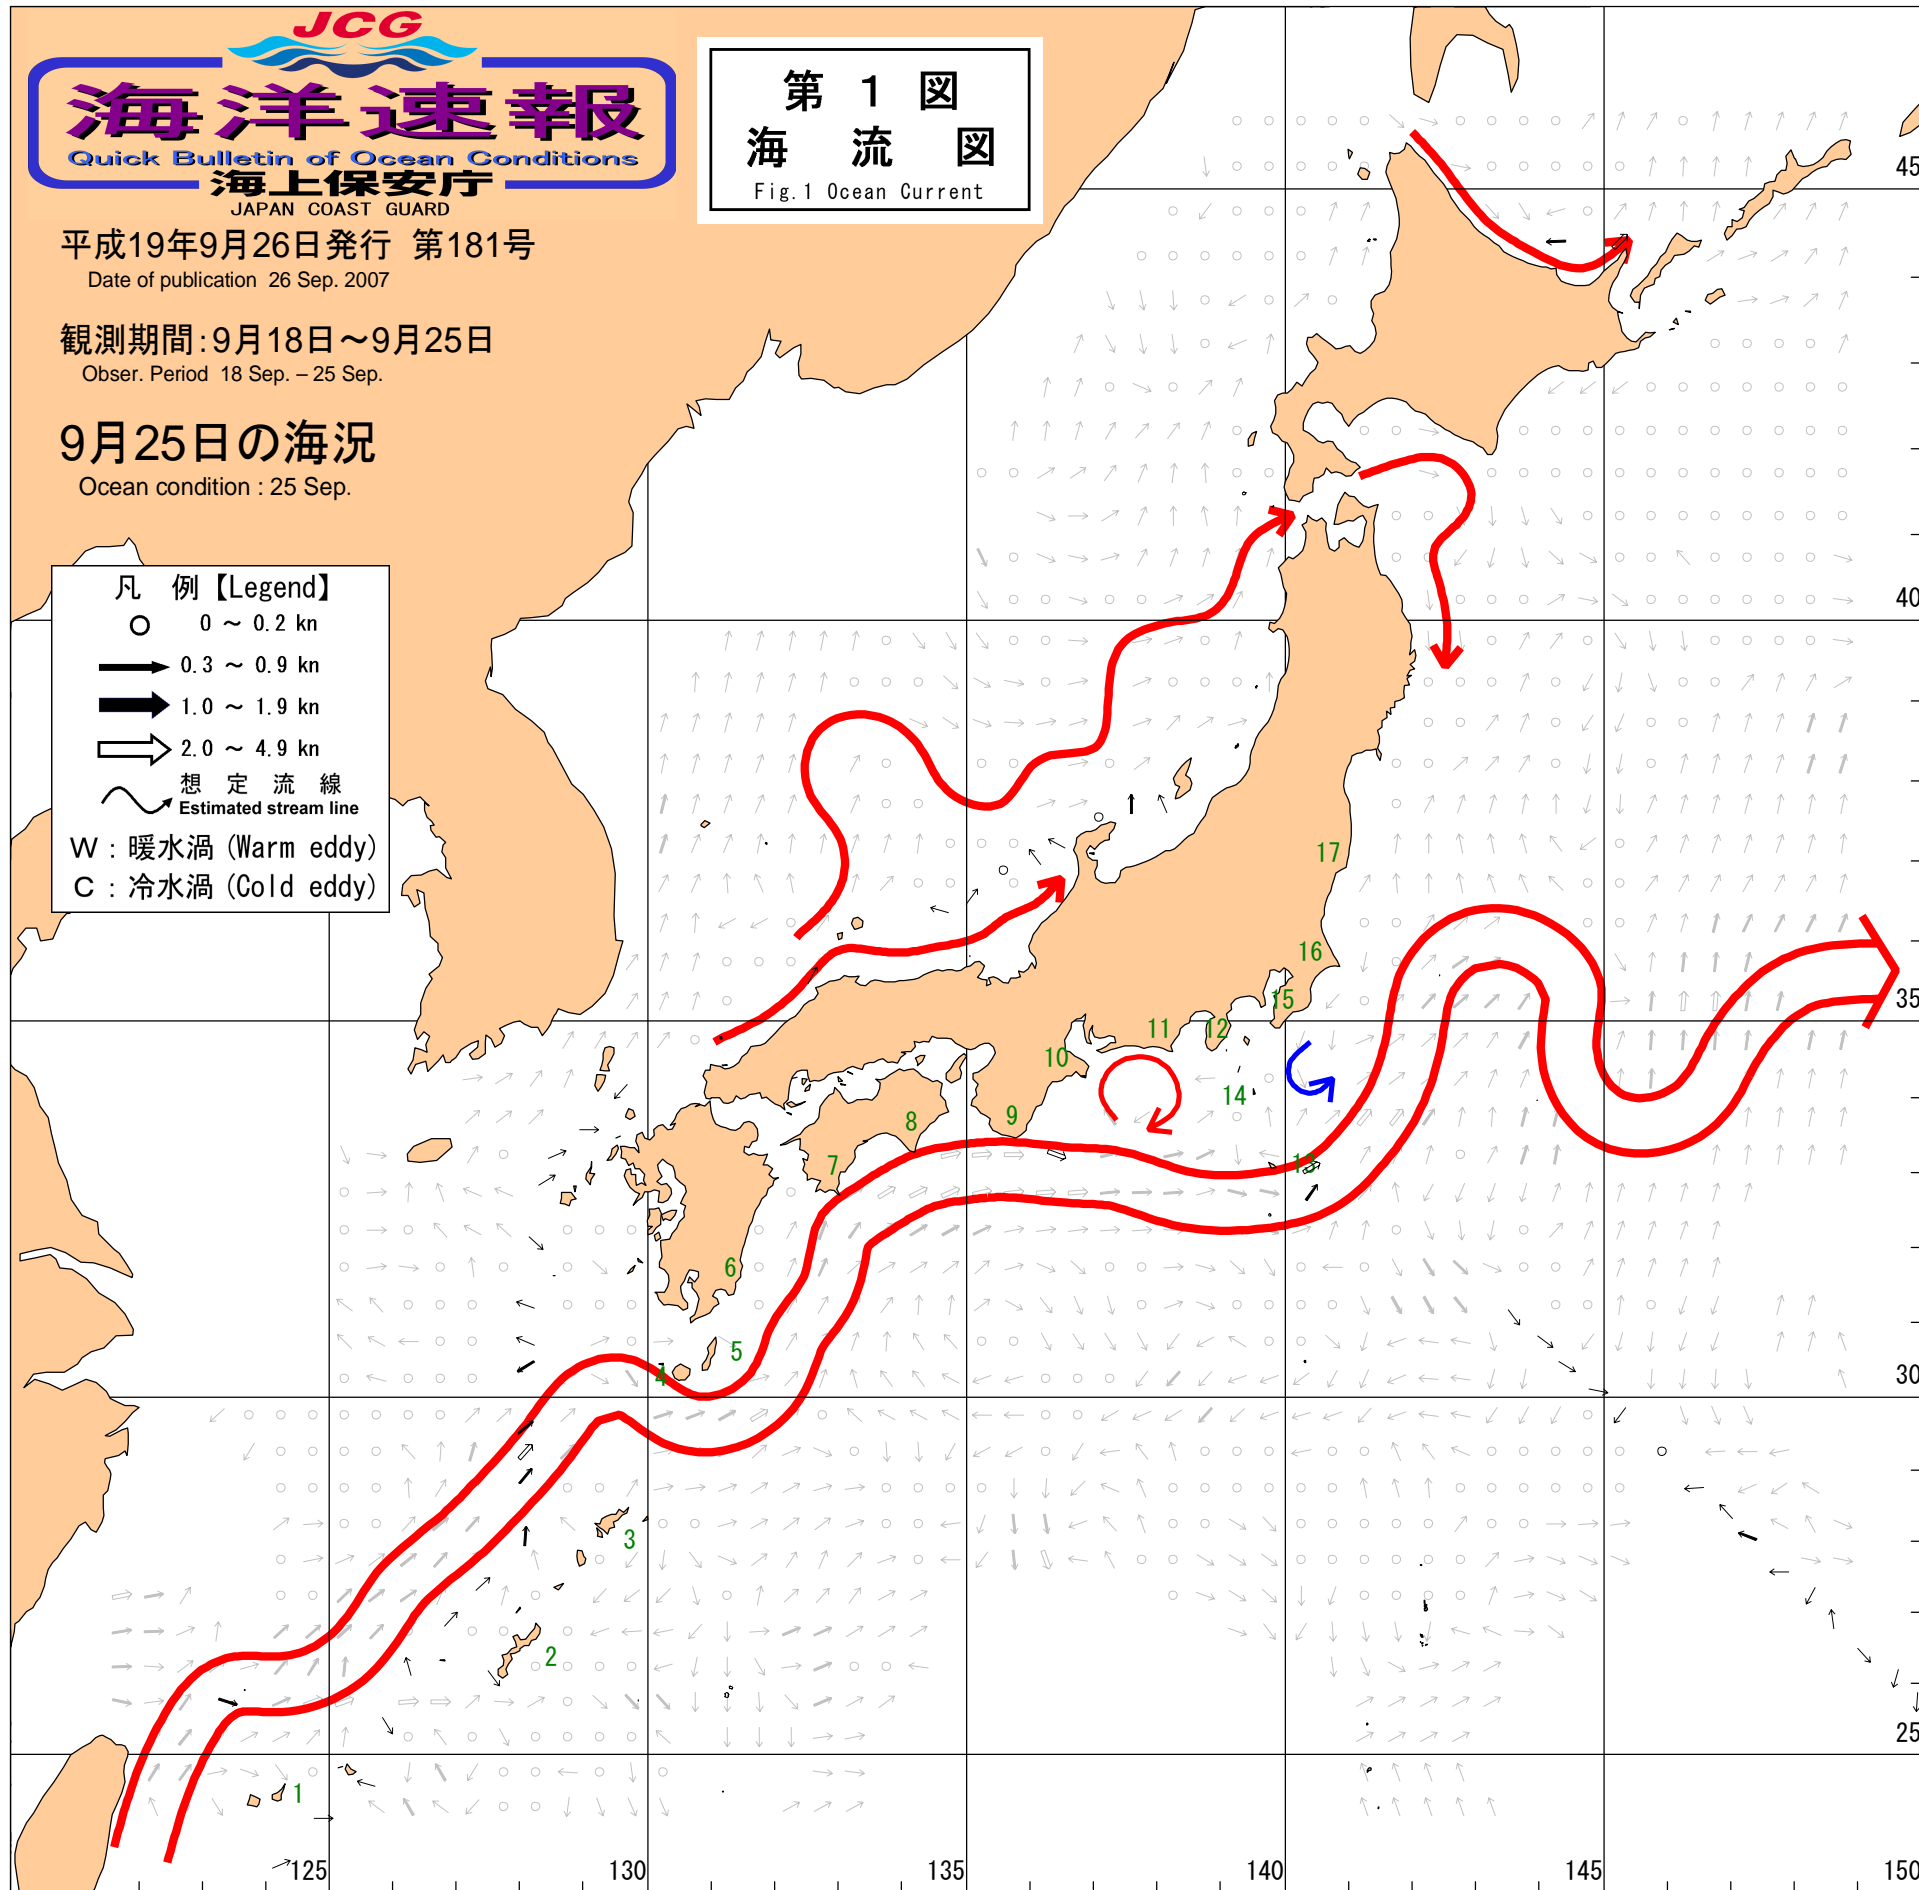 JCG
海洋速報
Quick Bulletin of Ocean Conditions
海上保安庁
JAPAN COAST GUARD
平成19年9月26日発行 第181号
Date of publication 26 Sep. 2007
観測期間:9月18日～9月25日
Obser. Period 18 Sep. – 25 Sep.
9月25日の海況
Ocean condition : 25 Sep.
第 1 図
海 流 図
Fig.1 Ocean Current
凡 例【Legend】
0 ～ 0.2 kn
0.3 ～ 0.9 kn
1.0 ～ 1.9 kn
2.0 ～ 4.9 kn
想 定 流 線
Estimated stream line
W : 暖水渦 (Warm eddy)
C : 冷水渦 (Cold eddy)
45
40
17
16
35
15
12
11
10
14
9
8
13
7
6
5
4
30
3
2
25
1
125
130
135
140
145
150